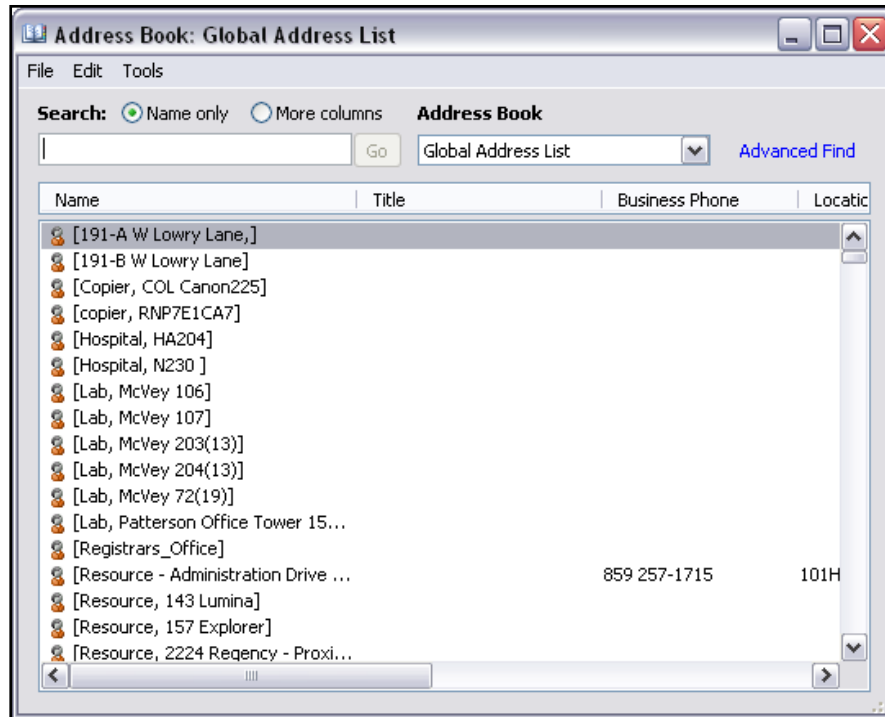 Address Book: Global Address List
File Edit Tools
Search: Name only More columns Address Book
Go Global Address List Advanced Find
Name Title Business Phone Locatic
[191-A W Lowry Lane,]
[191-B W Lowry Lane]
[Copier, COL Canon225]
[copier, RNP7E1CA7]
[Hospital, HA204]
[Hospital, N230 ]
[Lab, McVey 106]
[Lab, McVey 107]
[Lab, McVey 203(13)]
[Lab, McVey 204(13)]
[Lab, McVey 72(19)]
[Lab, Patterson Office Tower 15...
[Registrars_Office]
[Resource - Administration Drive ... 859 257-1715 101H
[Resource, 143 Lumina]
[Resource, 157 Explorer]
[Resource, 2224 Regency - Proxi...